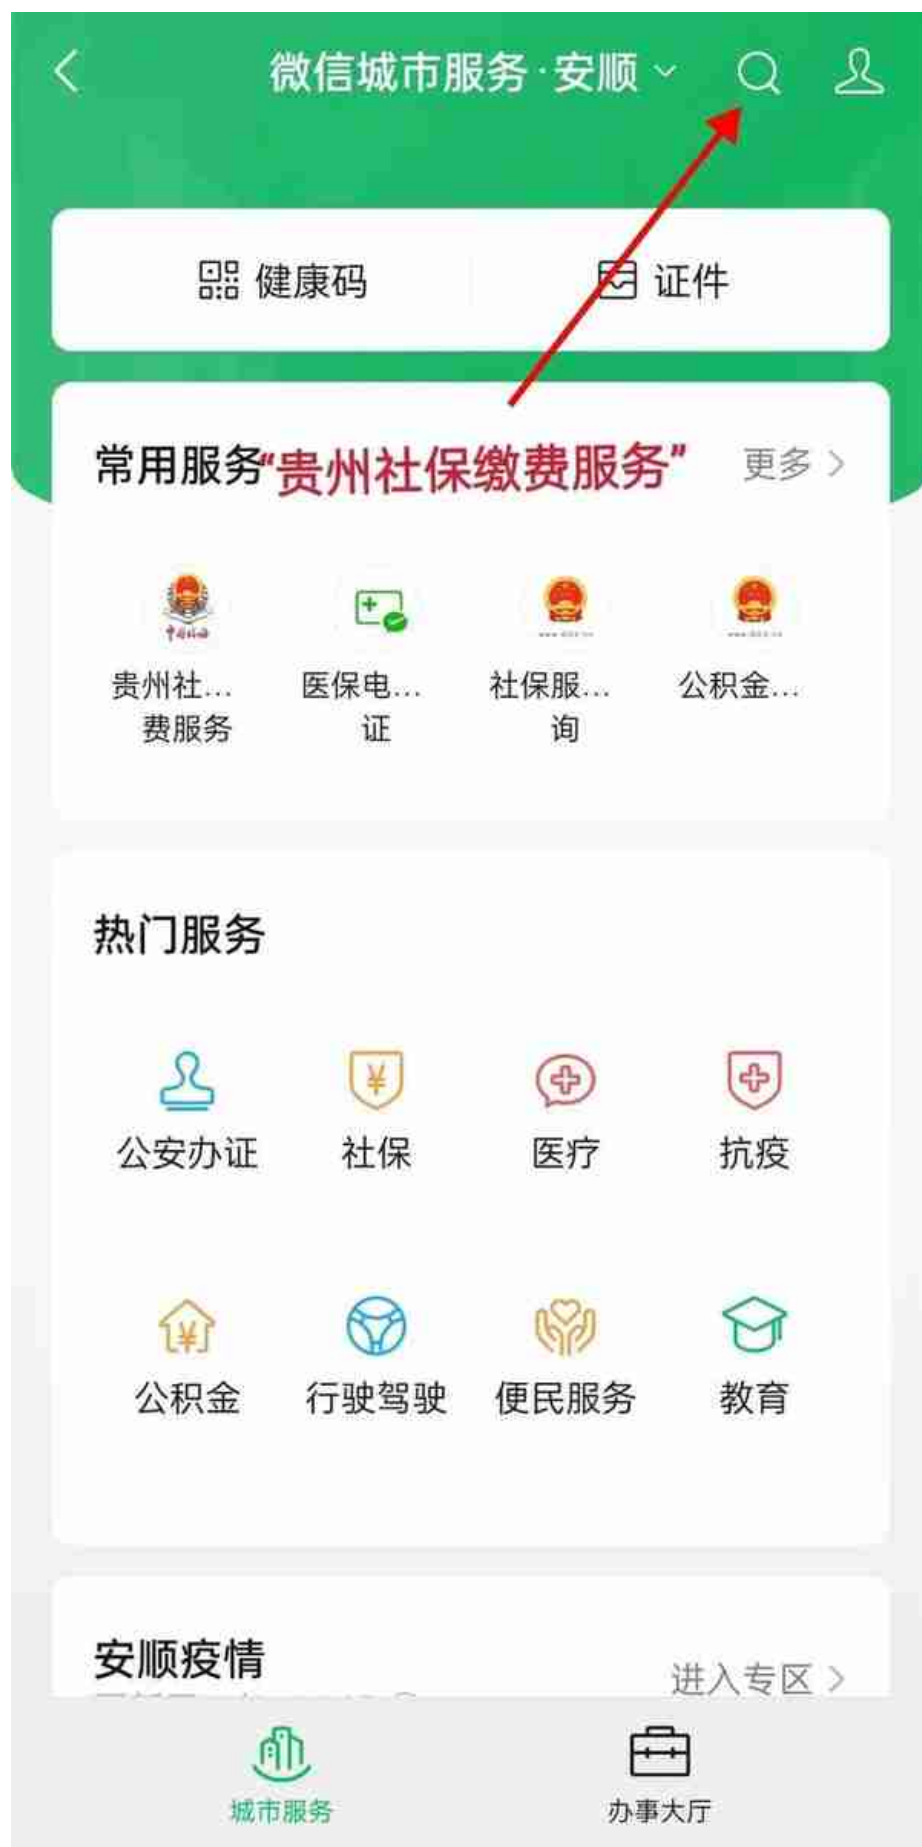 微信城市服务·安顺
健康码 证件
常用服务“贵州社保缴费服务” 更多
贵州社... 医保电... 社保服... 公积金...
费服务 证 询
热门服务
公安办证 社保 医疗 抗疫
公积金 行驶驾驶 便民服务 教育
安顺疫情 进入专区
城市服务 办事大厅